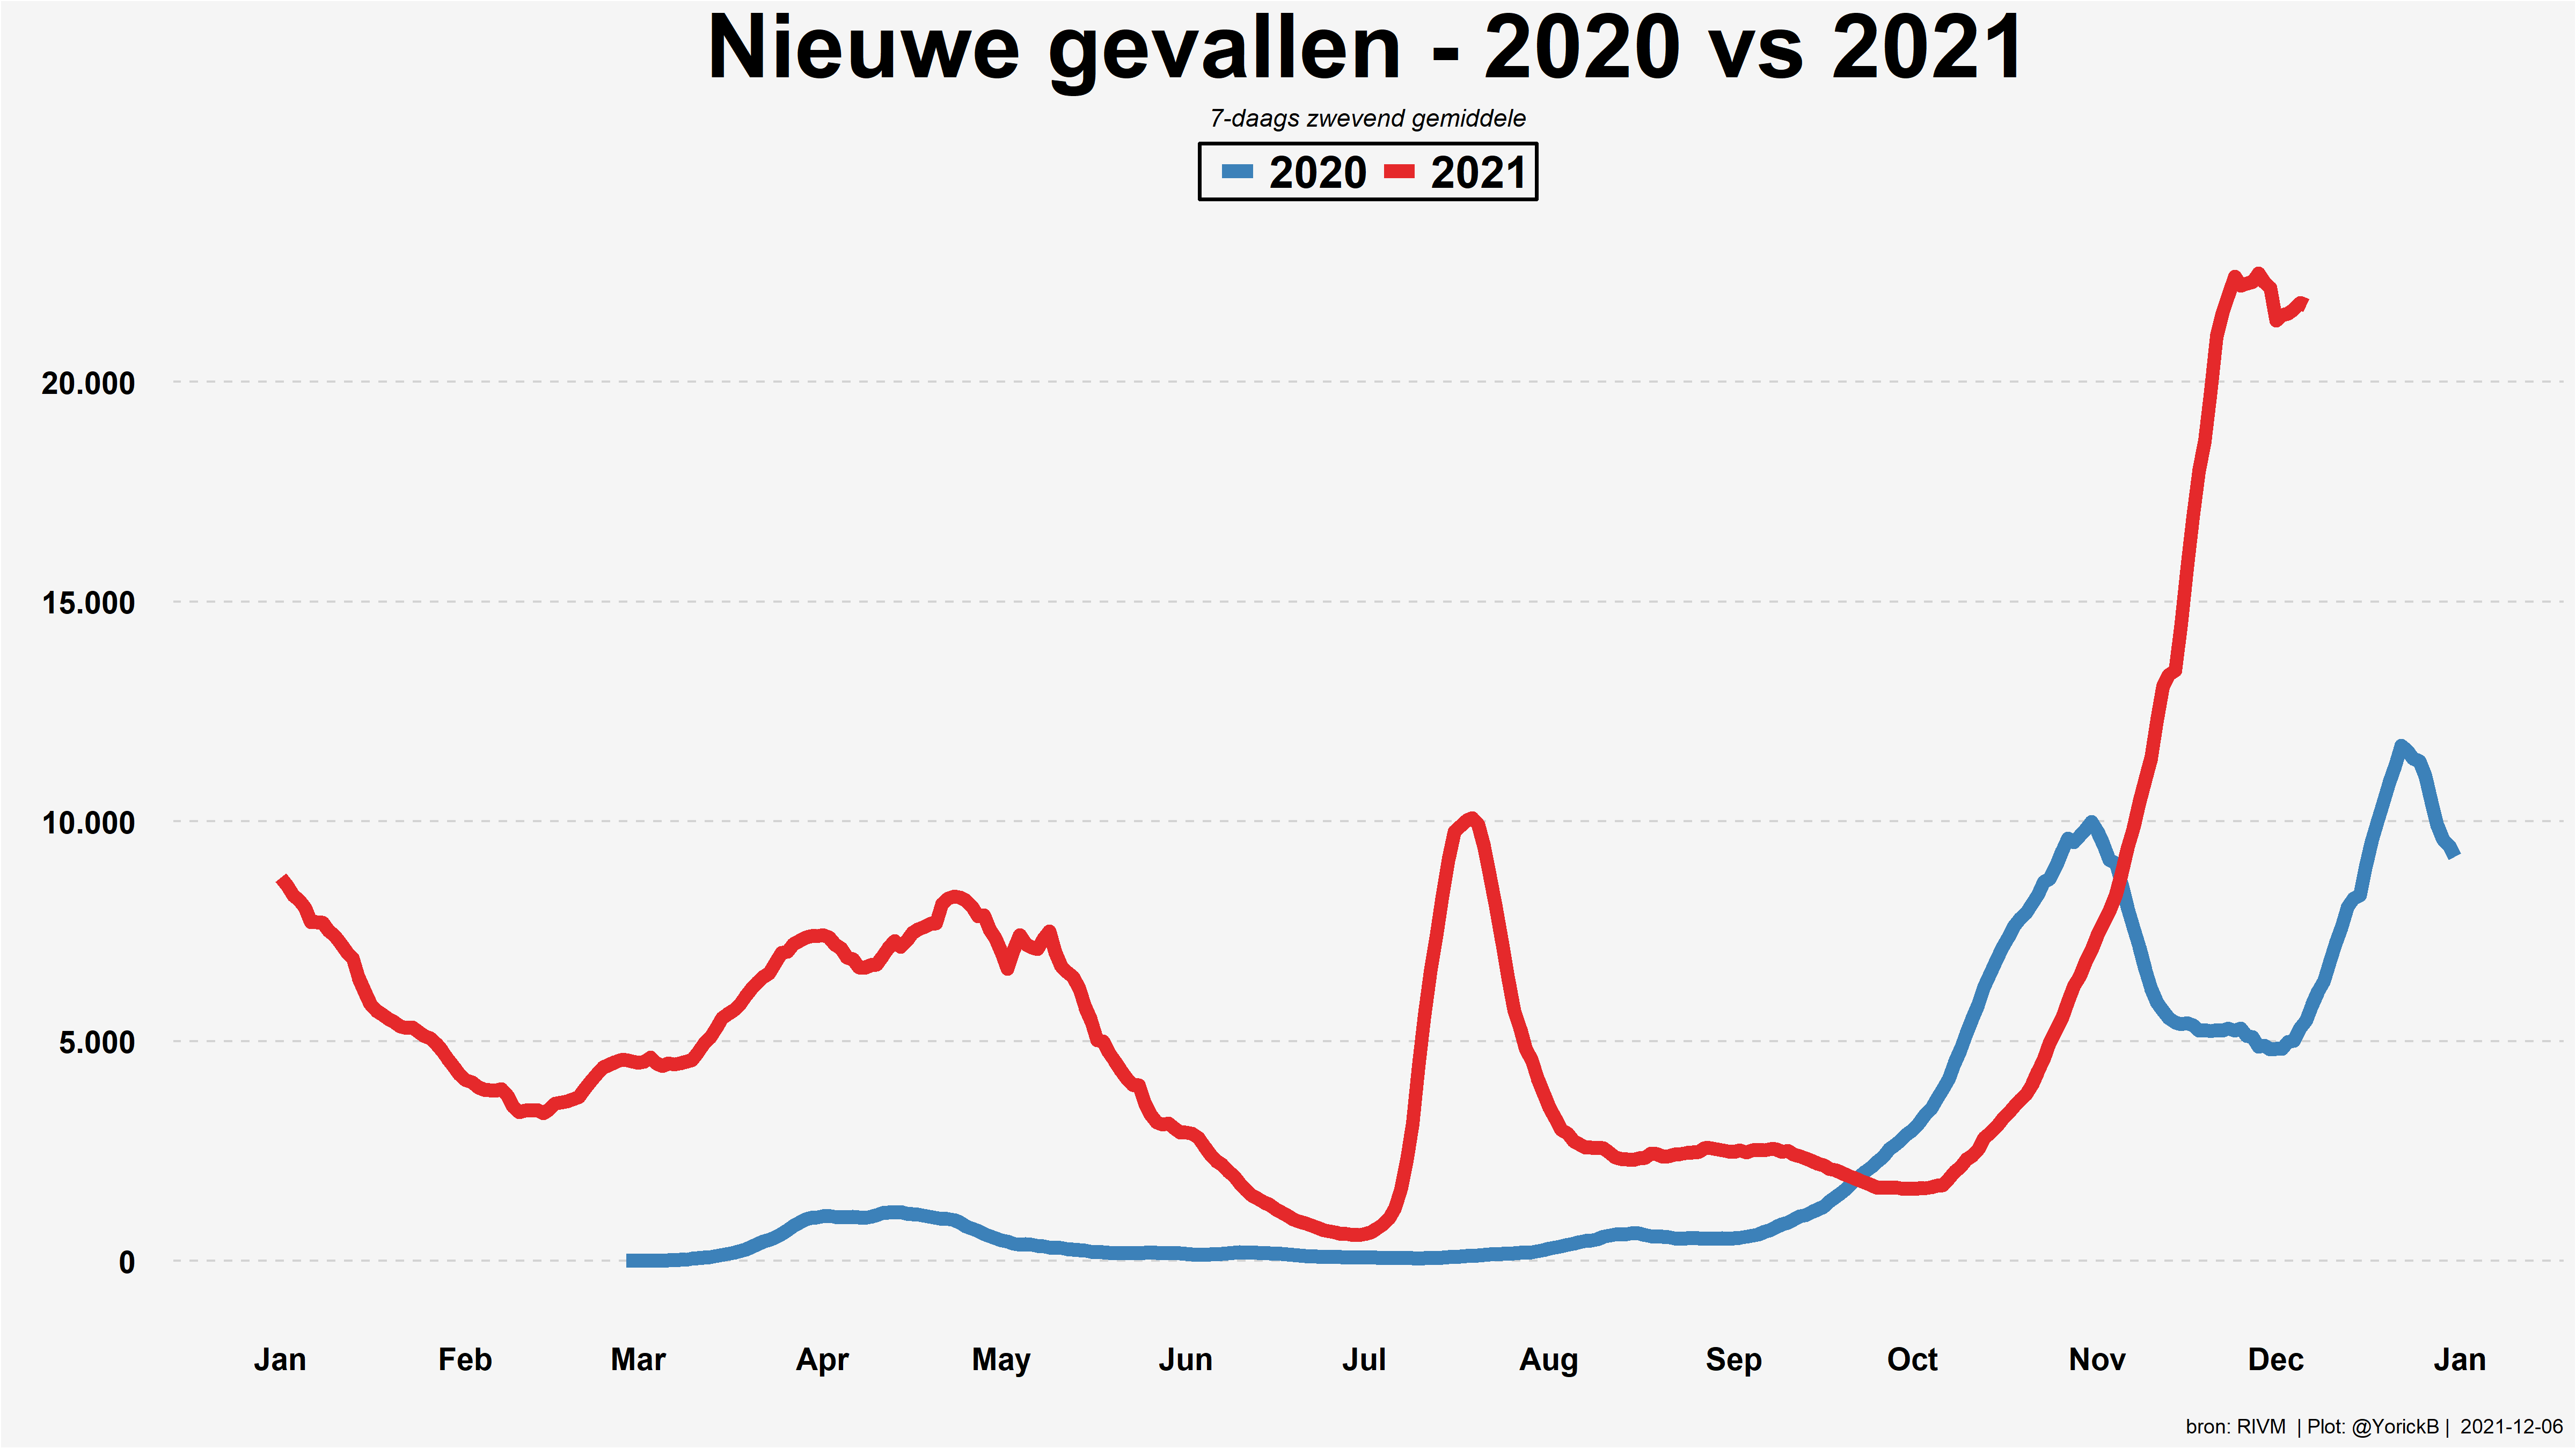 Nieuwe gevallen - 2020 vs 2021
7-daags zwevend gemiddele
2020 2021
20.000
15.000
10.000
5.000
0
Jan Feb Mar Apr May Jun Jul Aug Sep Oct Nov Dec Jan
bron: RIVM | Plot: @YorickB | 2021-12-06